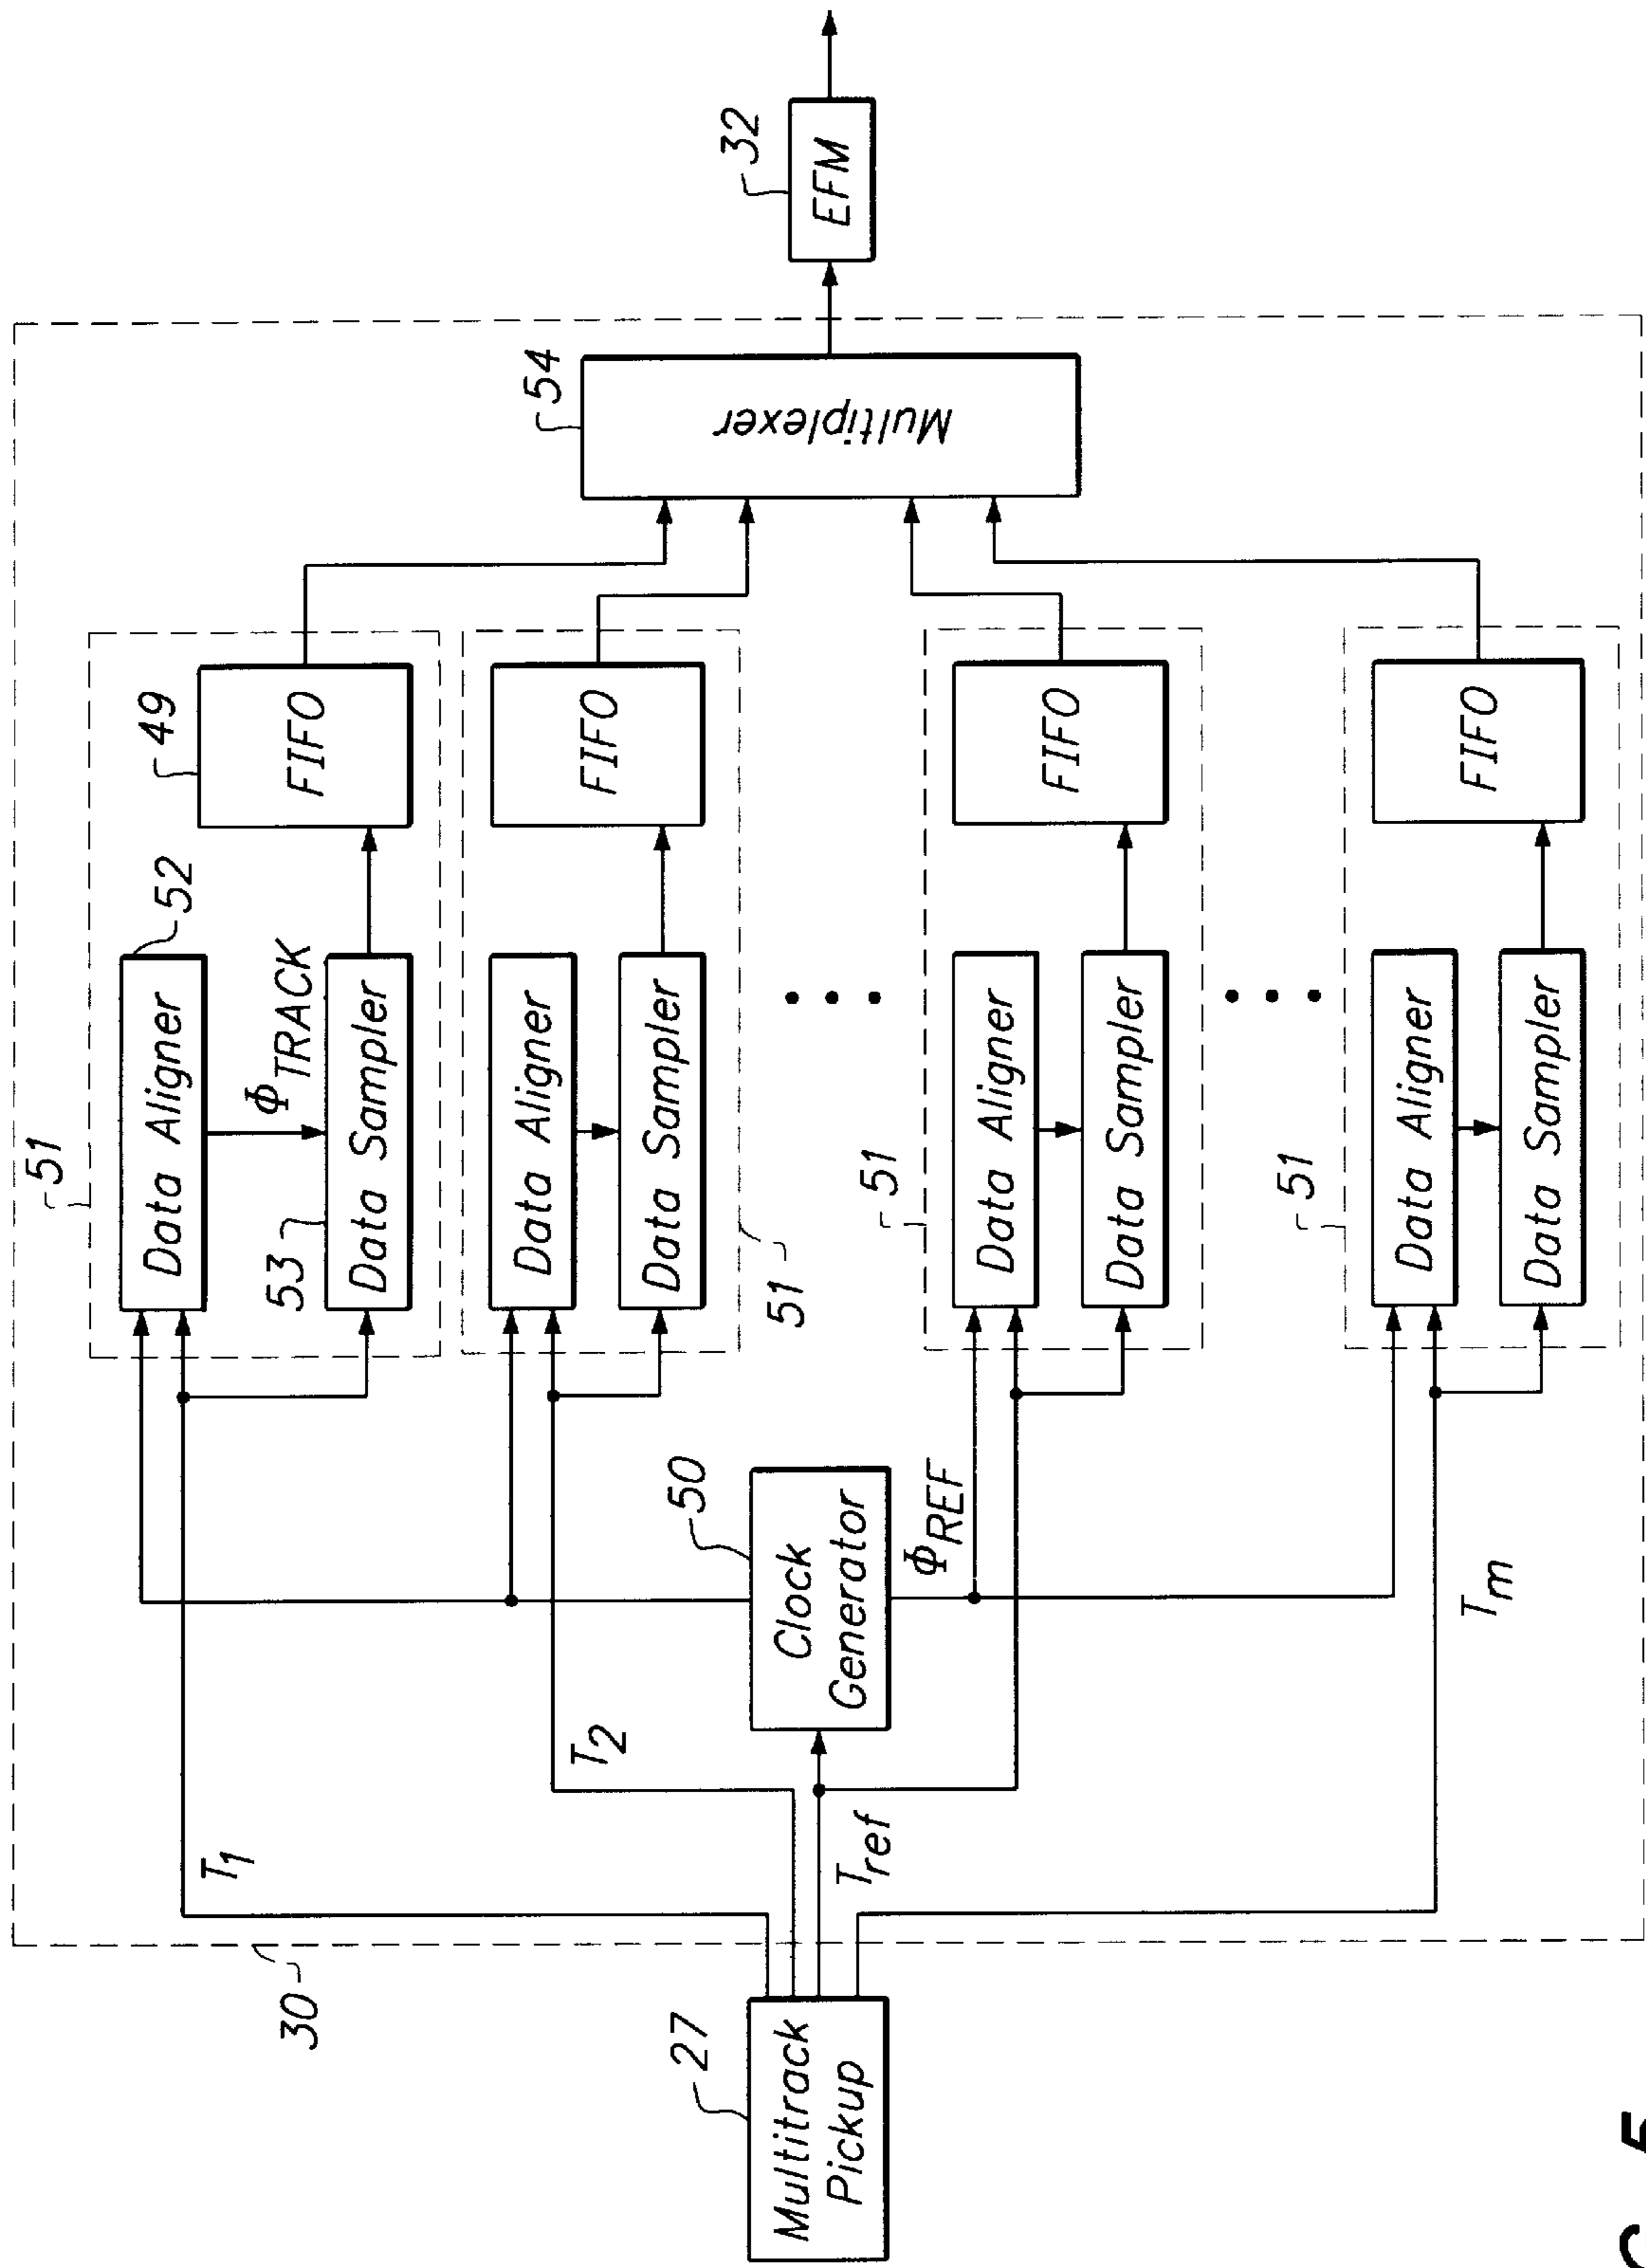 30
27
Multitrack
Pickup
T1
T2
Tref
Tm
50
Clock
Generator
ΦREF
51
Data Aligner
52
ΦTRACK
53
Data Sampler
49
FIFO
51
Data Aligner
Data Sampler
FIFO
51
Data Aligner
Data Sampler
FIFO
51
Data Aligner
Data Sampler
FIFO
54
Multiplexer
32
EFM